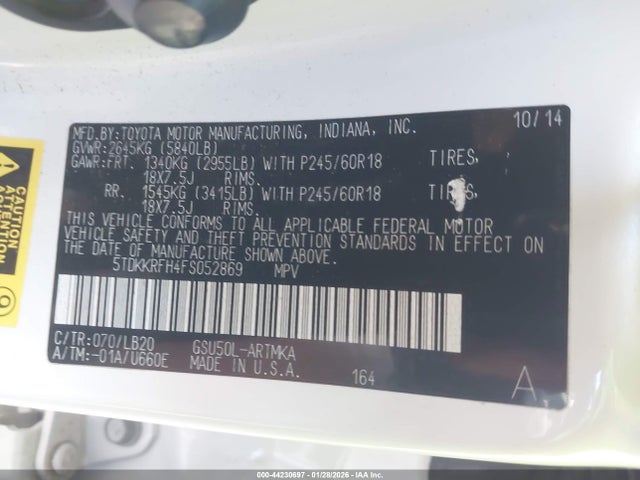 MFD.BY:TOYOTA MOTOR MANUFACTURING, INDIANA, INC. 10/14
GVWR:2645KG (5840LB)
GAWR:FRT. 1340KG (2955LB) WITH P245/60R18 TIRES,
18X7.5J RIMS.
RR. 1545KG (3415LB) WITH P245/60R18
18X7.5J RIMS.
THIS VEHICLE CONFORMS TO ALL APPLICABLE FEDERAL MOTOR
VEHICLE SAFETY AND THEFT PREVENTION STANDARDS IN EFFECT ON
THE DATE OF MANUFACTURE SHOWN ABOVE.
5TDKKRFH4FS052869 MPV
C/TR:070/LB20 GSU50L-ARTMKA
A/TM:-01A/U660E MADE IN U.S.A. 164 A
CAUTION
ATTENTION
000-44230697 | 01/28/2026 - IAA